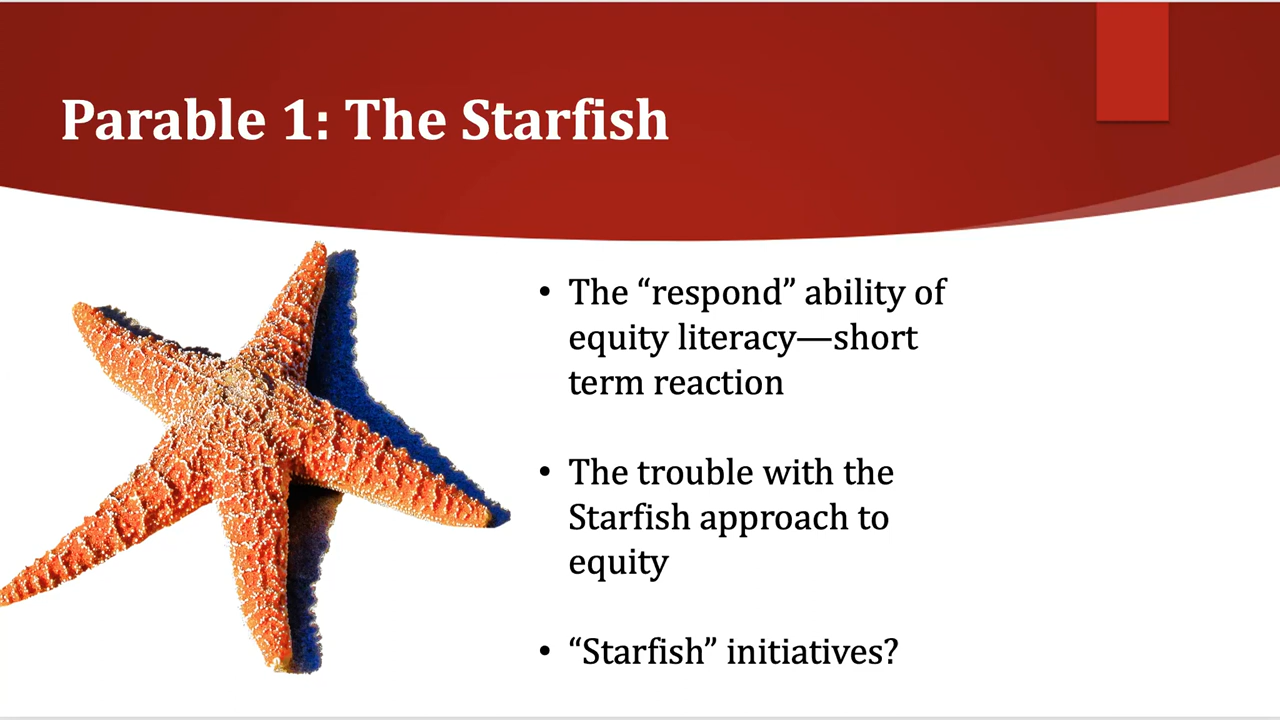 Parable 1: The Starfish
• The “respond” ability of
equity literacy—short
term reaction
• The trouble with the
Starfish approach to
equity
• “Starfish” initiatives?